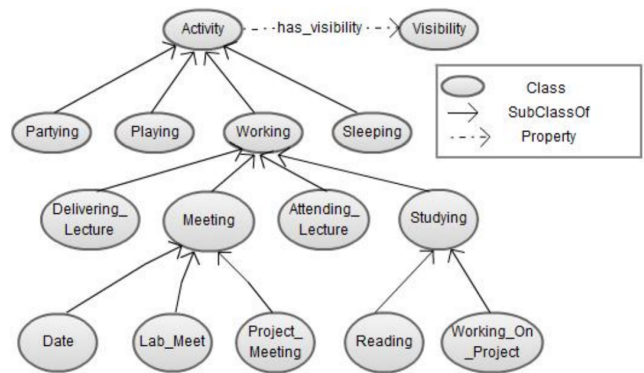 Activity
has_visibility
Visibility
Class
SubClassOf
Property
Partying
Playing
Working
Sleeping
Delivering_
Lecture
Meeting
Attending_
Lecture
Studying
Date
Lab_Meet
Project_
Meeting
Reading
Working_On
_Project